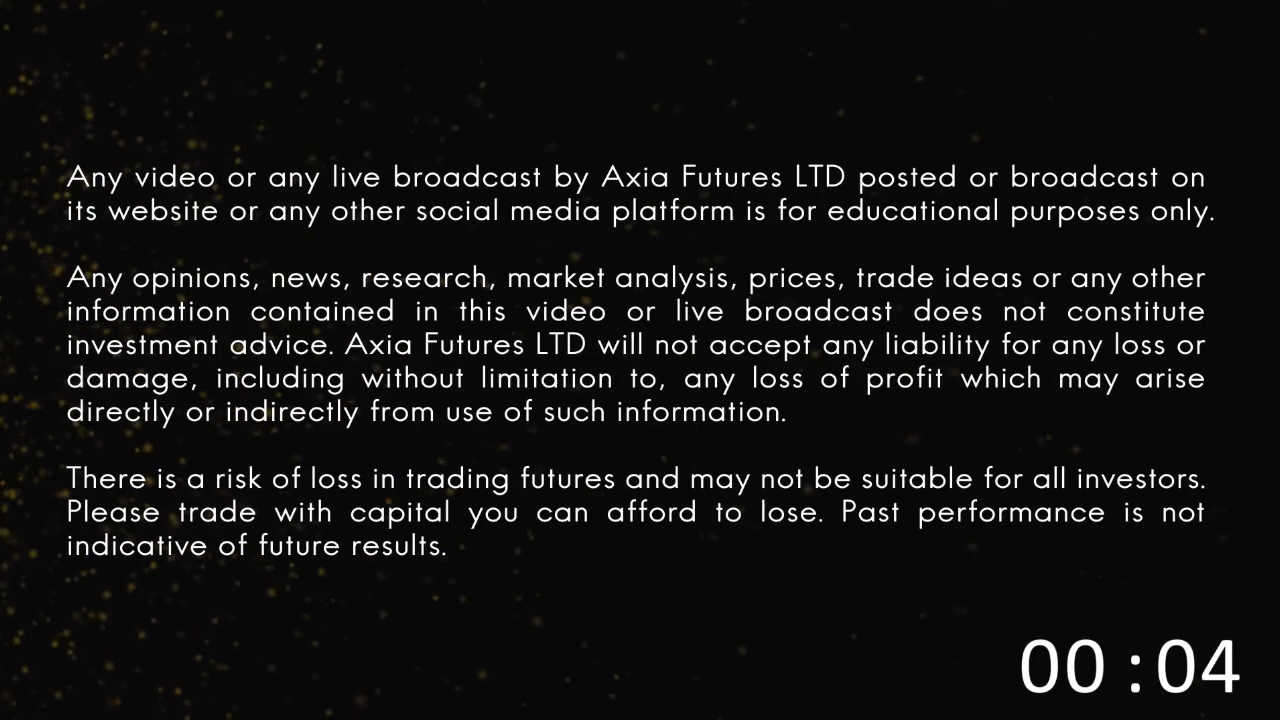 Any video or any live broadcast by Axia Futures LTD posted or broadcast on
its website or any other social media platform is for educational purposes only.
Any opinions, news, research, market analysis, prices, trade ideas or any other
information contained in this video or live broadcast does not constitute
investment advice. Axia Futures LTD will not accept any liability for any loss or
damage, including without limitation to, any loss of profit which may arise
directly or indirectly from use of such information.
There is a risk of loss in trading futures and may not be suitable for all investors.
Please trade with capital you can afford to lose. Past performance is not
indicative of future results.
00 : 04